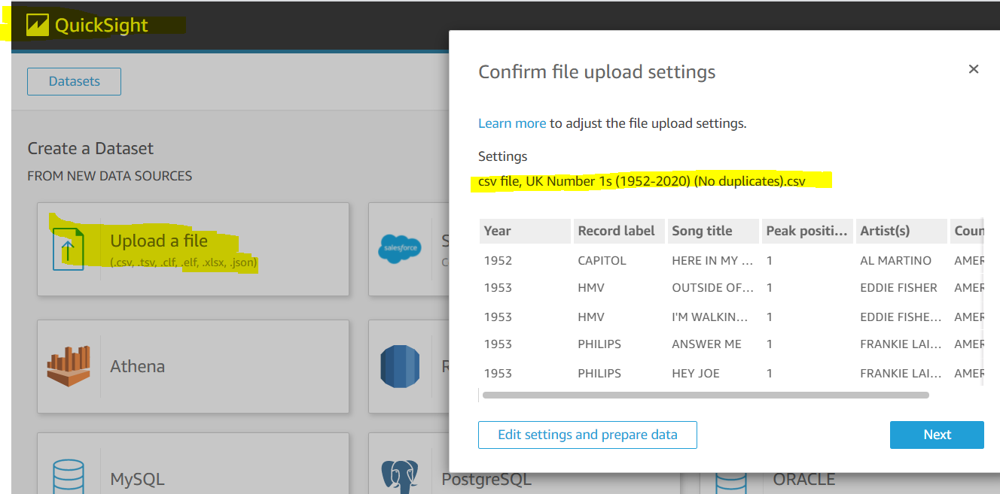 QuickSight
Datasets
Create a Dataset
FROM NEW DATA SOURCES
Upload a file
(.csv, .tsv, .clf, .elf, .xlsx, .json)
salesforce
S
C
Athena
R
MySQL
PostgreSQL
ORACLE
Confirm file upload settings
Learn more to adjust the file upload settings.
Settings
csv file, UK Number 1s (1952-2020) (No duplicates).csv
Year Record label Song title Peak positi... Artist(s) Coun
1952 CAPITOL HERE IN MY ... 1 AL MARTINO AMER
1953 HMV OUTSIDE OF... 1 EDDIE FISHER AMER
1953 HMV I'M WALKIN... 1 EDDIE FISHE... AMER
1953 PHILIPS ANSWER ME 1 FRANKIE LAI... AMER
1953 PHILIPS HEY JOE 1 FRANKIE LAI... AMER
Edit settings and prepare data
Next